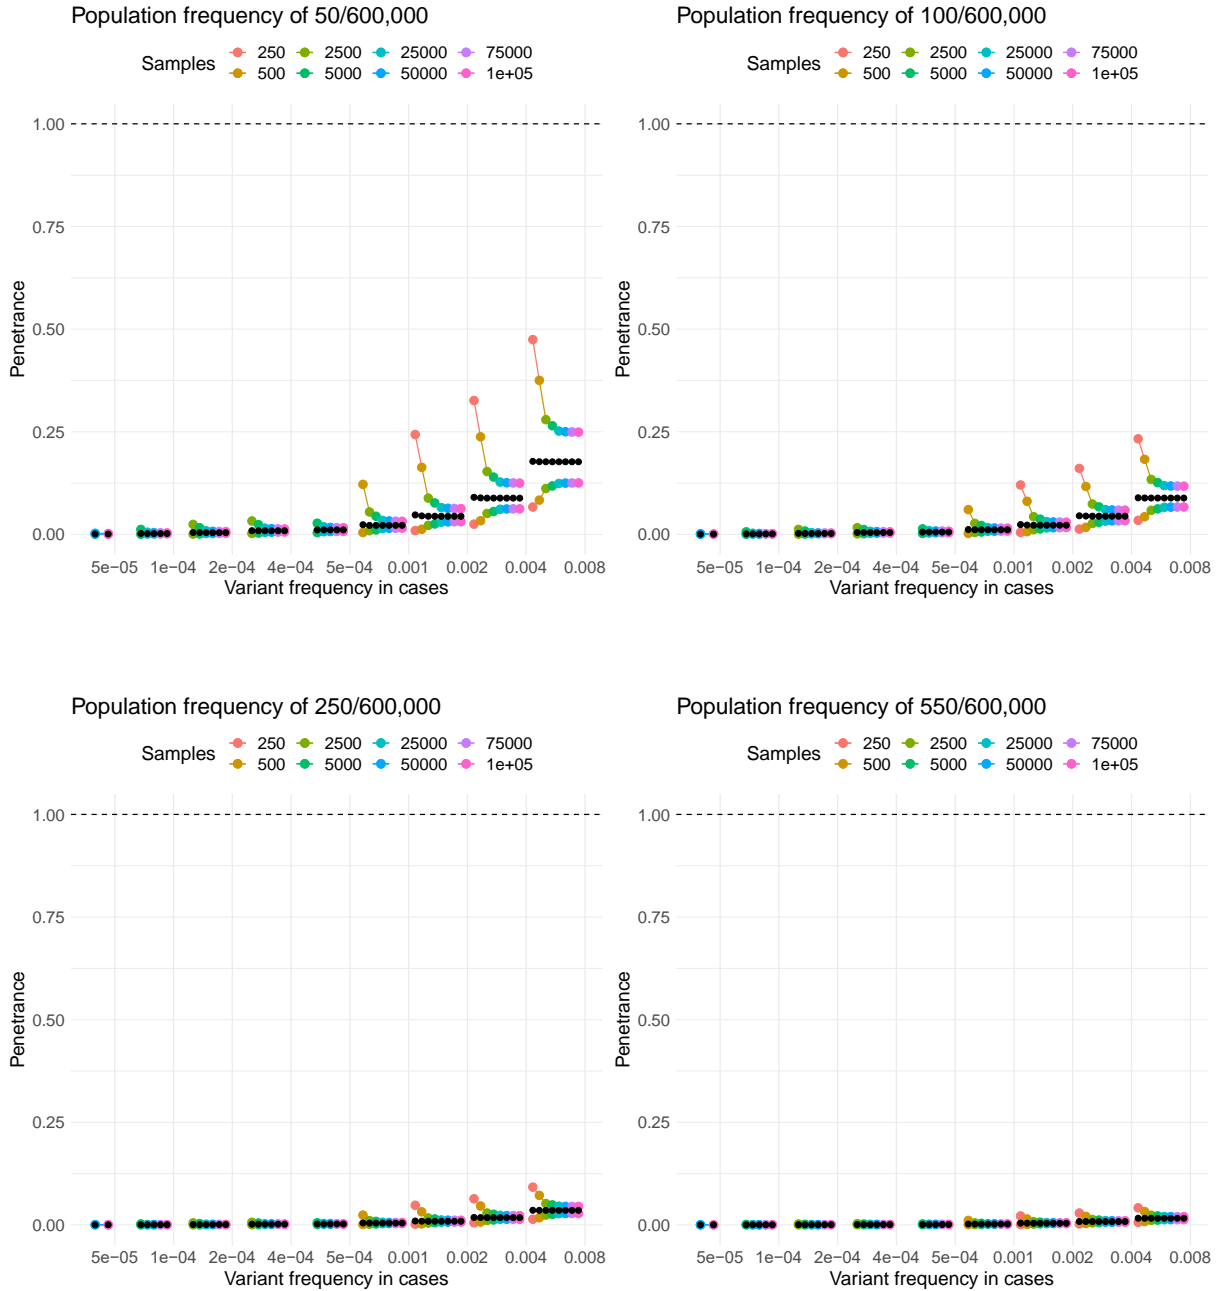 Population frequency of 50/600,000
Samples 250 2500 25000 75000
500 5000 50000 1e+05
1.00
0.75
0.50
0.25
0.00
Penetrance
5e−05 1e−04 2e−04 4e−04 5e−04 0.001 0.002 0.004 0.008
Variant frequency in cases
Population frequency of 100/600,000
Samples 250 2500 25000 75000
500 5000 50000 1e+05
1.00
0.75
0.50
0.25
0.00
Penetrance
5e−05 1e−04 2e−04 4e−04 5e−04 0.001 0.002 0.004 0.008
Variant frequency in cases
Population frequency of 250/600,000
Samples 250 2500 25000 75000
500 5000 50000 1e+05
1.00
0.75
0.50
0.25
0.00
Penetrance
5e−05 1e−04 2e−04 4e−04 5e−04 0.001 0.002 0.004 0.008
Variant frequency in cases
Population frequency of 550/600,000
Samples 250 2500 25000 75000
500 5000 50000 1e+05
1.00
0.75
0.50
0.25
0.00
Penetrance
5e−05 1e−04 2e−04 4e−04 5e−04 0.001 0.002 0.004 0.008
Variant frequency in cases